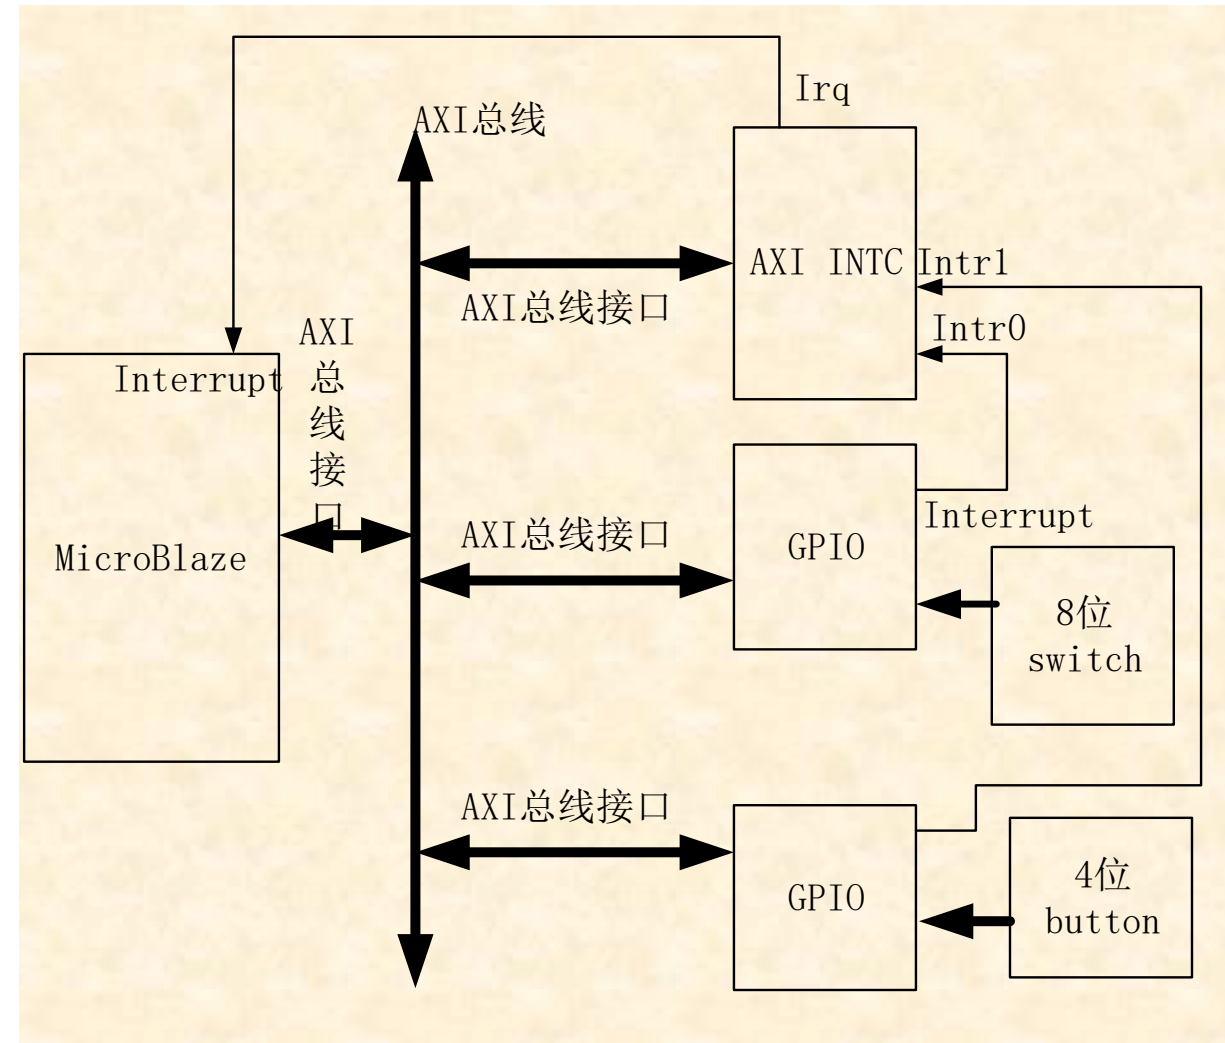 Irq
AXI总线
AXI INTC
Intr1
AXI总线接口
Intr0
AXI
总
线
接
口
Interrupt
MicroBlaze
AXI总线接口
GPIO
Interrupt
8位
switch
AXI总线接口
GPIO
4位
button